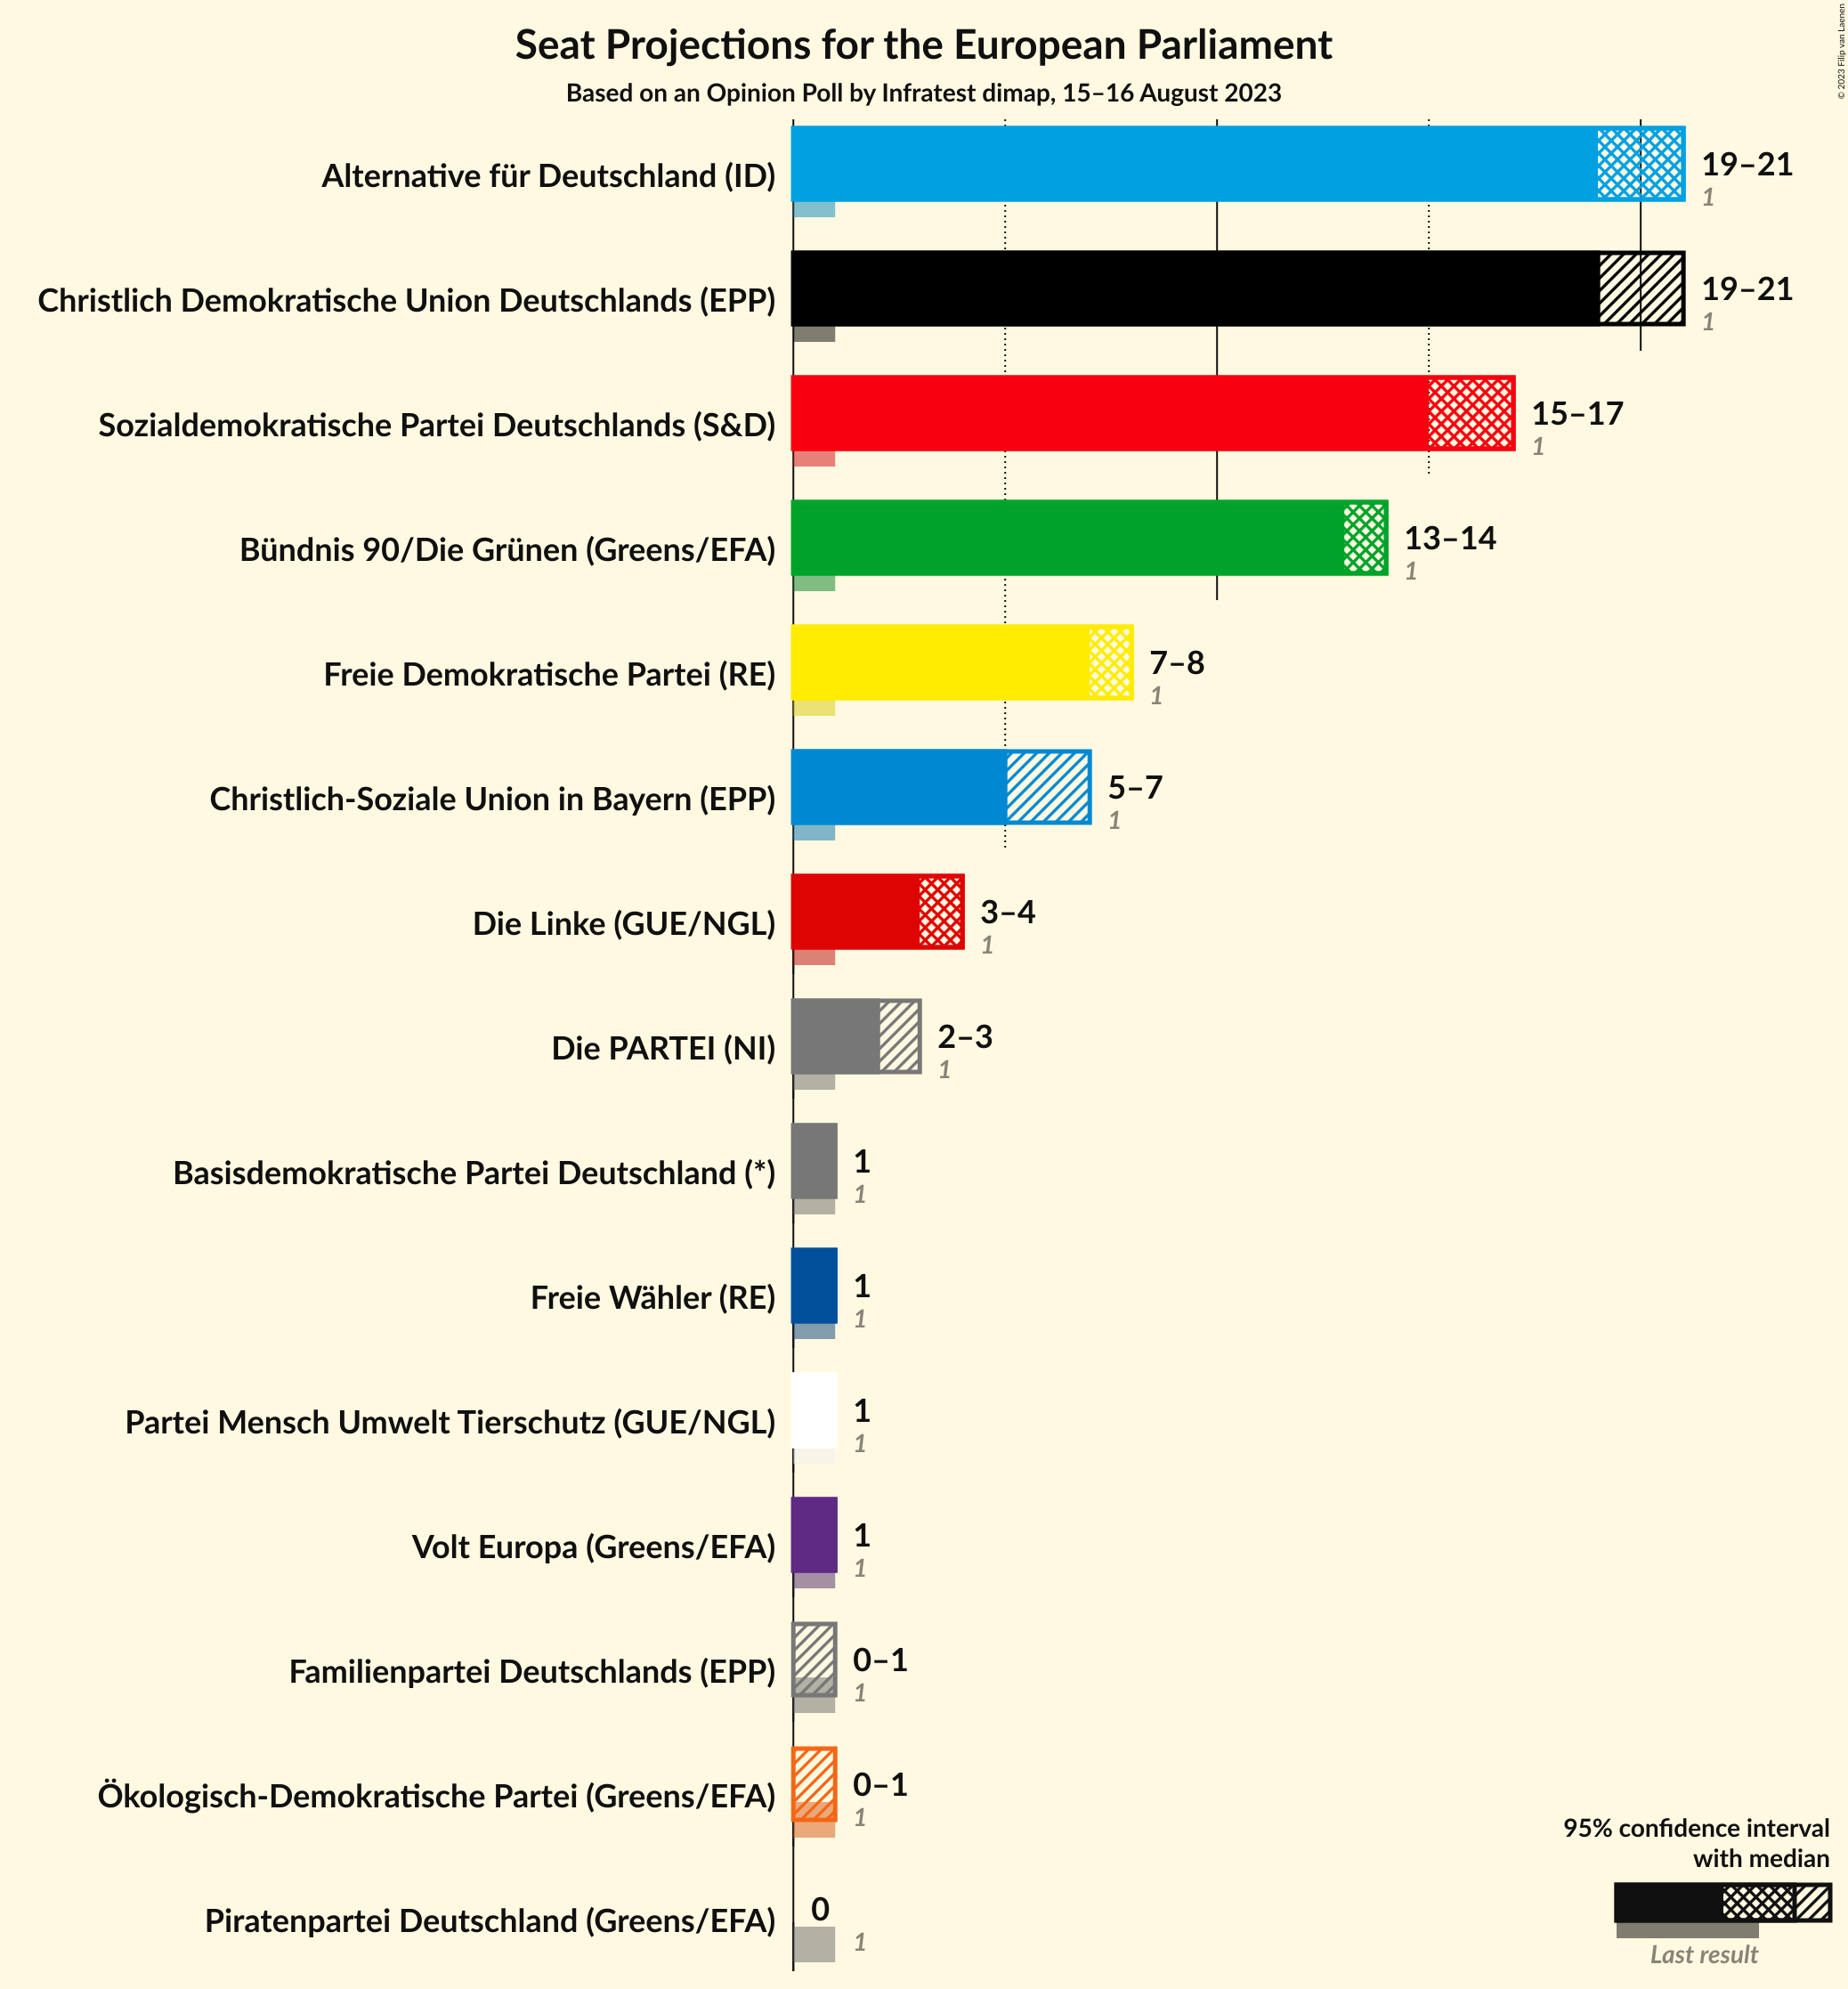 Seat Projections for the European Parliament
Based on an Opinion Poll by Infratest dimap, 15–16 August 2023
© 2023 Filip van Laenen
Alternative für Deutschland (ID)
19–21
1
Christlich Demokratische Union Deutschlands (EPP)
19–21
1
Sozialdemokratische Partei Deutschlands (S&D)
15–17
1
Bündnis 90/Die Grünen (Greens/EFA)
13–14
1
Freie Demokratische Partei (RE)
7–8
1
Christlich-Soziale Union in Bayern (EPP)
5–7
1
Die Linke (GUE/NGL)
3–4
1
Die PARTEI (NI)
2–3
1
Basisdemokratische Partei Deutschland (*)
1
1
Freie Wähler (RE)
1
1
Partei Mensch Umwelt Tierschutz (GUE/NGL)
1
1
Volt Europa (Greens/EFA)
1
1
Familienpartei Deutschlands (EPP)
0–1
1
Ökologisch-Demokratische Partei (Greens/EFA)
0–1
1
Piratenpartei Deutschland (Greens/EFA)
0
1
95% confidence interval
with median
Last result